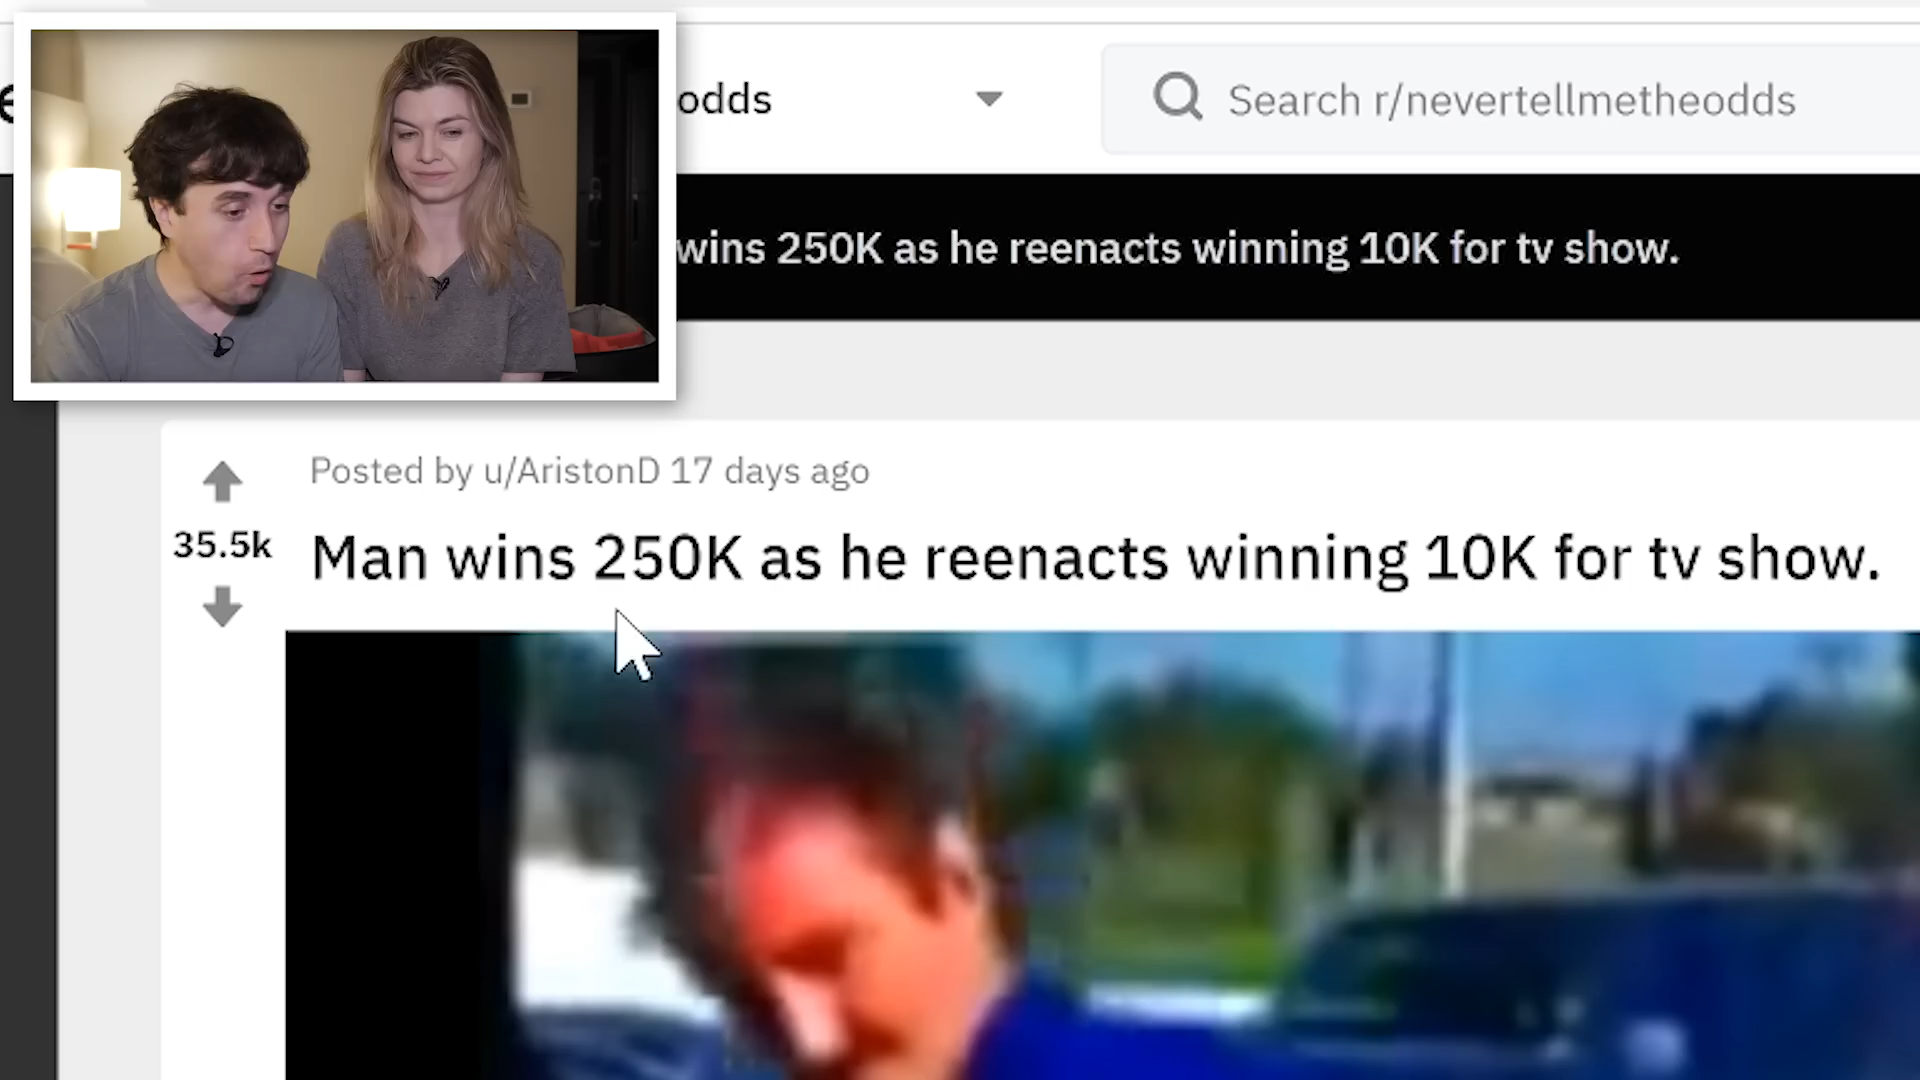 odds
Search r/nevertellmetheodds
wins 250K as he reenacts winning 10K for tv show.
Posted by u/AristonD 17 days ago
35.5k
Man wins 250K as he reenacts winning 10K for tv show.